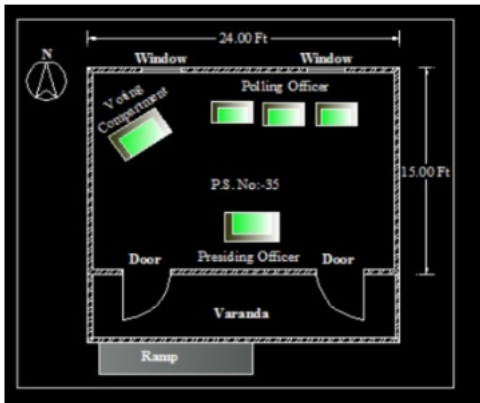 24.00 Ft
N
Window
Window
Voting
Compartment
Polling Officer
15.00 Ft
P.S. No:-35
Door
Presiding Officer
Door
Varanda
Ramp